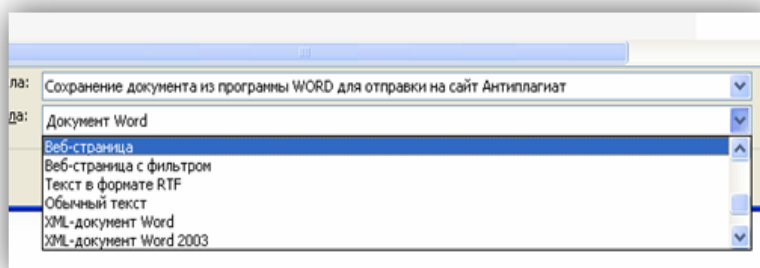 ла: Сохранение документа из программы WORD для отправки на сайт Антиплагиат
да: Документ Word
Веб-страница
Веб-страница с фильтром
Текст в формате RTF
Обычный текст
XML-документ Word
XML-документ Word 2003